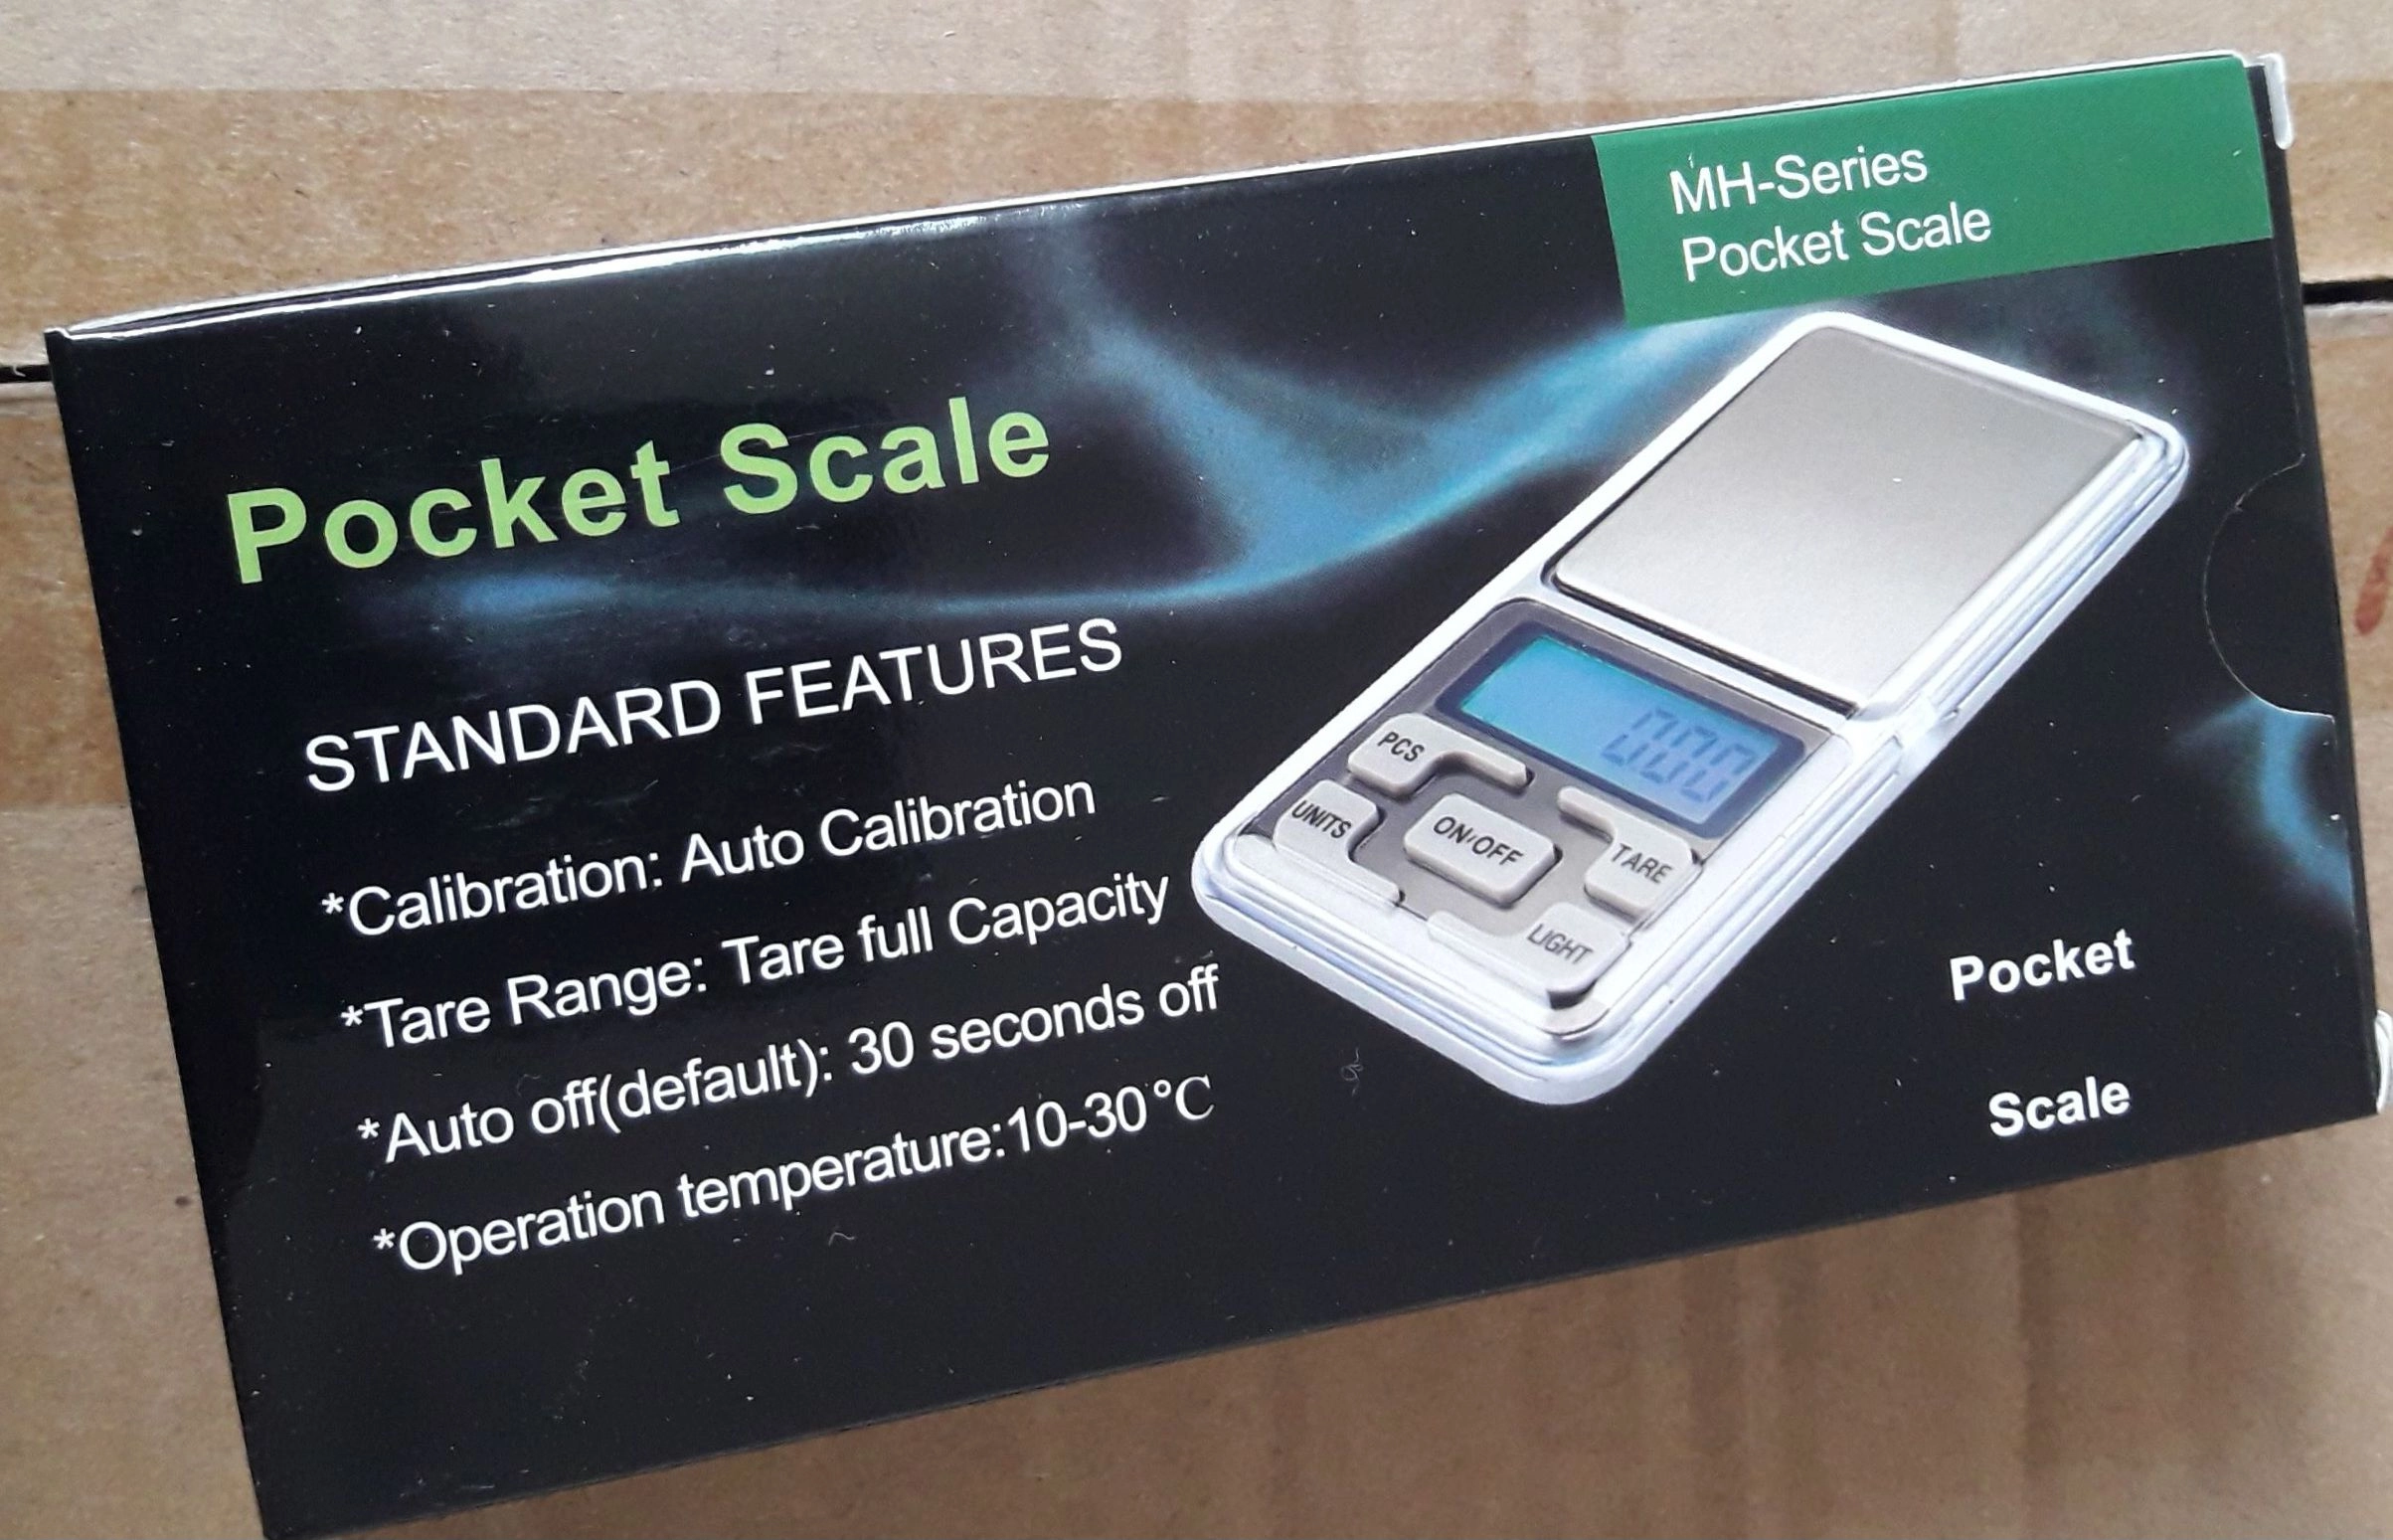 MH-Series
Pocket Scale
Pocket Scale
STANDARD FEATURES
*Calibration: Auto Calibration
*Tare Range: Tare full Capacity
*Auto off(default): 30 seconds off
*Operation temperature:10-30°C
000
PCS
UNITS
ON/OFF
TARE
LIGHT
Pocket
Scale